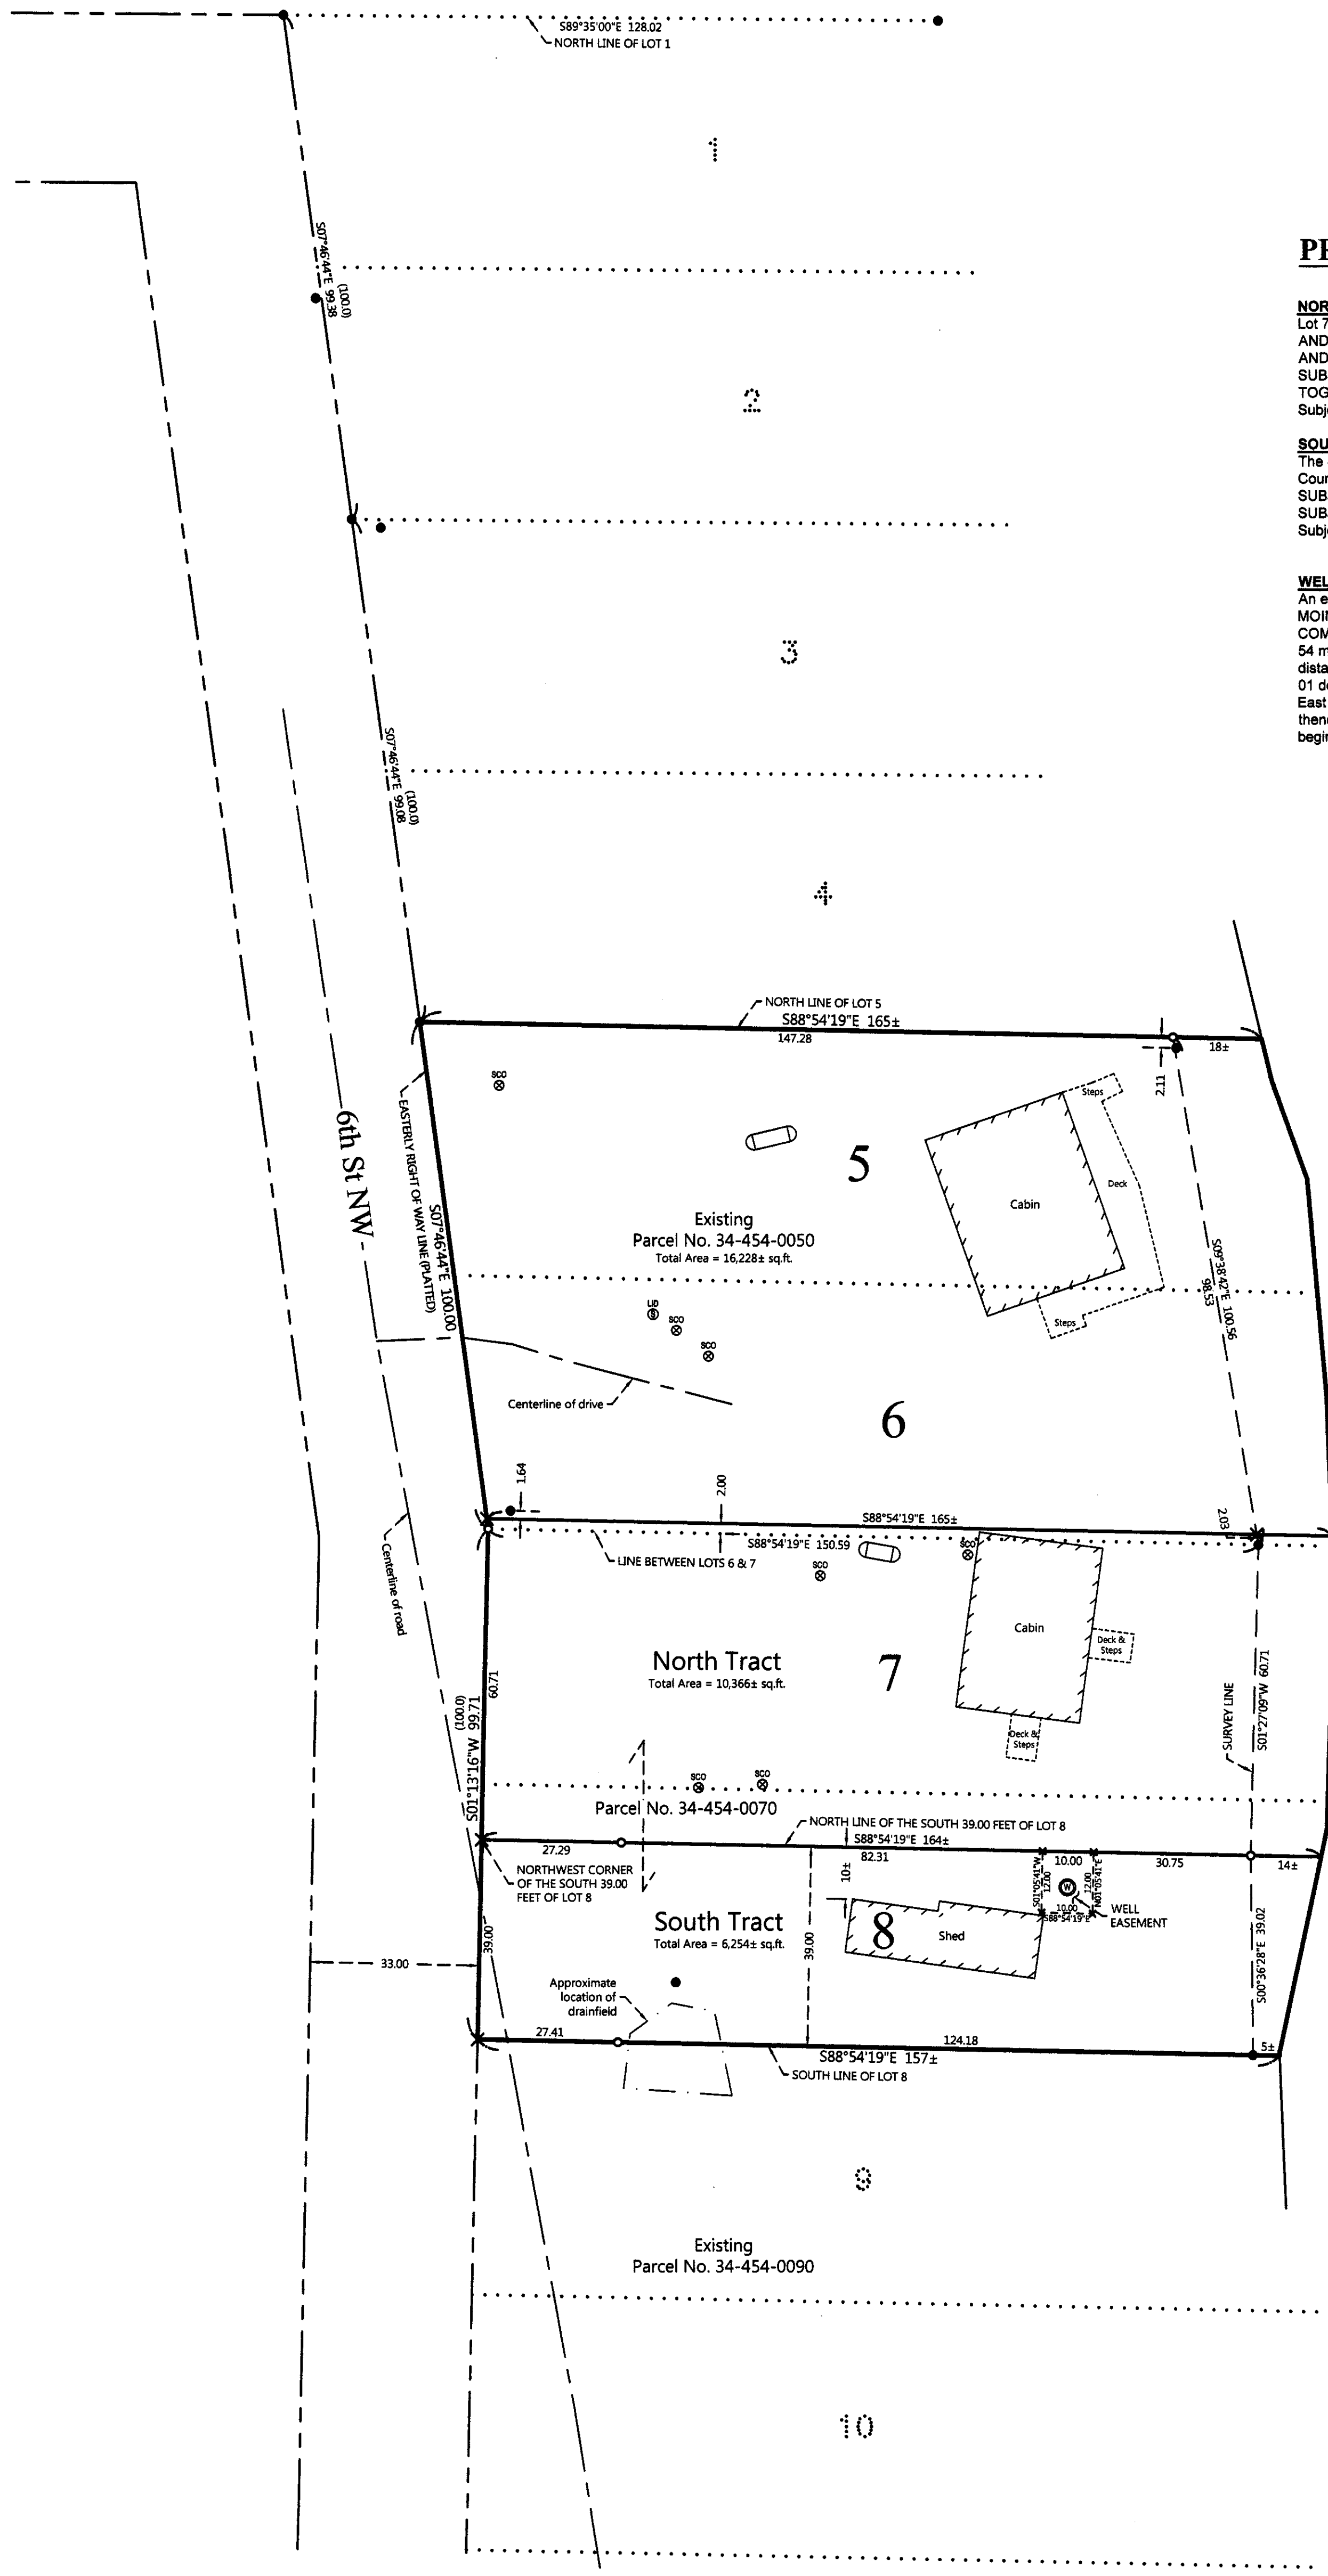 S89°35'00"E 128.02
NORTH LINE OF LOT 1
1
S07°46'44"E 99.38
(100.0)
NOR
Lot 7
AND
AND
SUB
TOG
Subj
2
SOU
The
Cour
SUB
SUB
Subj
WEL
An e
MOI
COM
54 m
dista
01 de
East
then
begi
3
S07°46'44"E 99.08
(100.0)
4
NORTH LINE OF LOT 5
S88°54'19"E 165±
147.28
18±
2.11
SCO
Steps
EASTERLY RIGHT OF WAY LINE (PLATTED)
6th St NW
S07°46'44"E 100.00
5
Deck
Cabin
Existing
Parcel No. 34-454-0050
Total Area = 16,228± sq.ft.
S09°38'42"E 100.56
98.53
LID
S
SCO
SCO
Steps
Centerline of drive
6
1.64
2.00
2.03
S88°54'19"E 165±
S88°54'19"E 150.59
LINE BETWEEN LOTS 6 & 7
SCO
SCO
Centerline of road
Cabin
Deck &
Steps
North Tract
Total Area = 10,366± sq.ft.
7
60.71
(100.0)
S01°13'16"W 99.71
SURVEY LINE
S01°27'09"W 60.71
Deck &
Steps
SCO
SCO
Parcel No. 34-454-0070
NORTH LINE OF THE SOUTH 39.00 FEET OF LOT 8
S88°54'19"E 164±
27.29
82.31
10.00
30.75
14±
NORTHWEST CORNER
OF THE SOUTH 39.00
FEET OF LOT 8
10±
S01°05'41"W
12.00
12.00
N01°05'41"E
W
10.00
S88°54'19"E
WELL
EASEMENT
South Tract
Total Area = 6,254± sq.ft.
8
Shed
39.00
39.00
S00°36'28"E 39.02
33.00
Approximate
location of
drainfield
27.41
124.18
5±
S88°54'19"E 157±
SOUTH LINE OF LOT 8
9
Existing
Parcel No. 34-454-0090
10